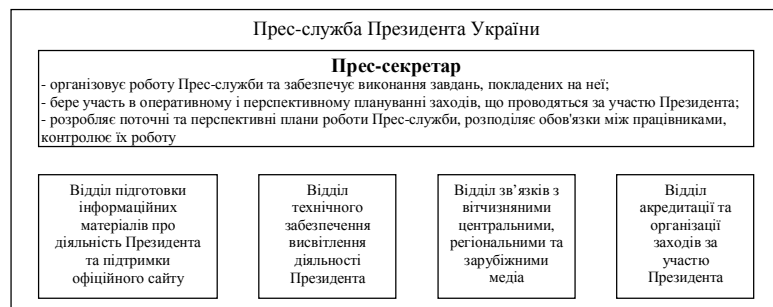 Прес-служба Президента України
Прес-секретар
- організовує роботу Прес-служби та забезпечує виконання завдань, покладених на неї;
- бере участь в оперативному і перспективному плануванні заходів, що проводяться за участю Президента;
- розробляє поточні та перспективні плани роботи Прес-служби, розподіляє обов'язки між працівниками,
контролює їх роботу
Відділ підготовки
інформаційних
матеріалів про
діяльність Президента
та підтримки
офіційного сайту
Відділ
технічного
забезпечення
висвітлення
діяльності
Президента
Відділ зв’язків з
вітчизняними
центральними,
регіональними та
зарубіжними
медіа
Відділ
акредитації та
організації
заходів за
участю
Президента